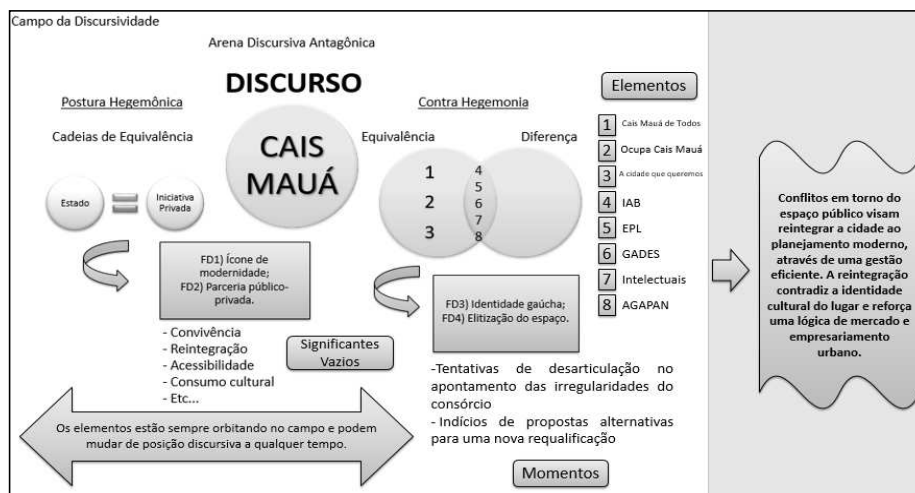 Campo da Discursividade
Arena Discursiva Antagônica
DISCURSO
Postura Hegemônica
Cadeias de Equivalência
Estado
Iniciativa
Privada
CAIS
MAUÁ
Contra Hegemonia
Equivalência
Diferença
1
2
3
4
5
6
7
8
Elementos
1 Cais Mauá de Todos
2 Ocupa Cais Mauá
3 A cidade que queremos
4 IAB
5 EPL
6 GADES
7 Intelectuais
8 AGAPAN
FD1) Ícone de
modernidade;
FD2) Parceria público-
privada.
FD3) Identidade gaúcha;
FD4) Elitização do espaço.
- Convivência
- Reintegração
- Acessibilidade
- Consumo cultural
- Etc...
Significantes
Vazios
-Tentativas de desarticulação no
apontamento das irregularidades do
consórcio
- Indícios de propostas alternativas
para uma nova requalificação
Momentos
Os elementos estão sempre orbitando no campo e podem
mudar de posição discursiva a qualquer tempo.
Conflitos em torno do
espaço público visam
reintegrar a cidade ao
planejamento moderno,
através de uma gestão
eficiente. A reintegração
contradiz a identidade
cultural do lugar e reforça
uma lógica de mercado e
empresariamento
urbano.